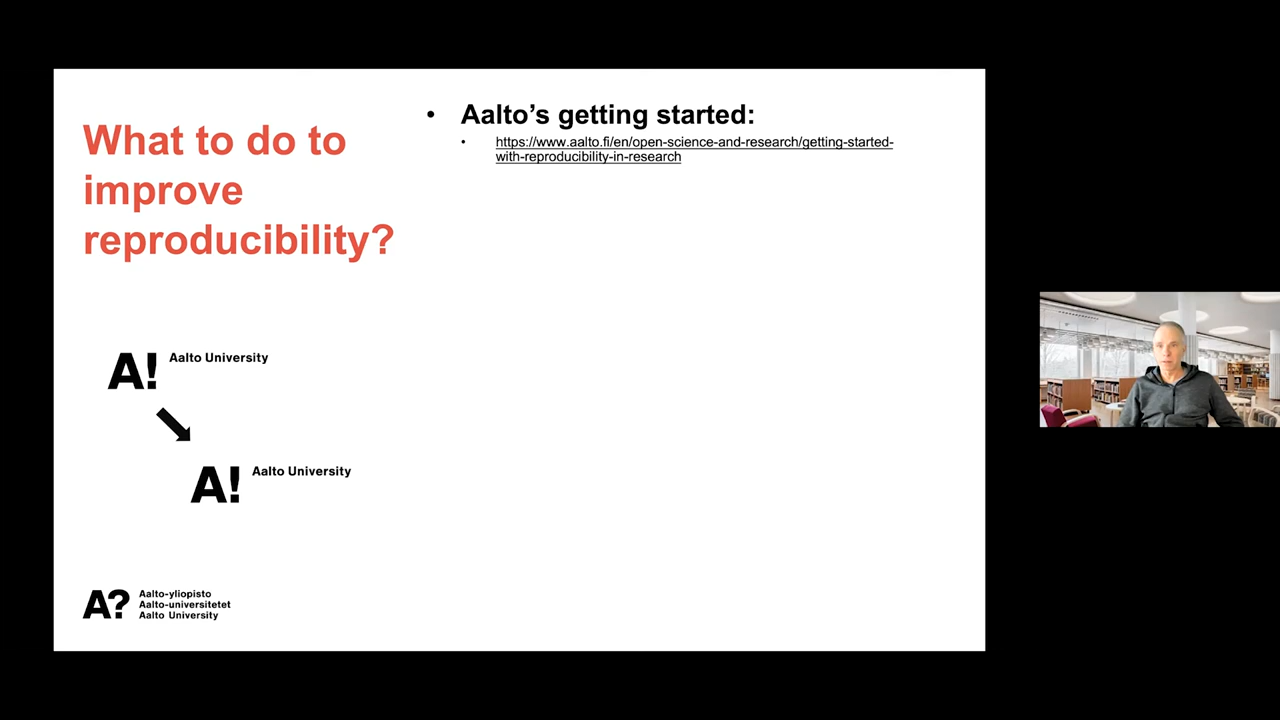 What to do to
improve
reproducibility?
• Aalto's getting started:
• https://www.aalto.fi/en/open-science-and-research/getting-started-
with-reproducibility-in-research
A! Aalto University
A! Aalto University
A? Aalto-yliopisto
Aalto-universitetet
Aalto University